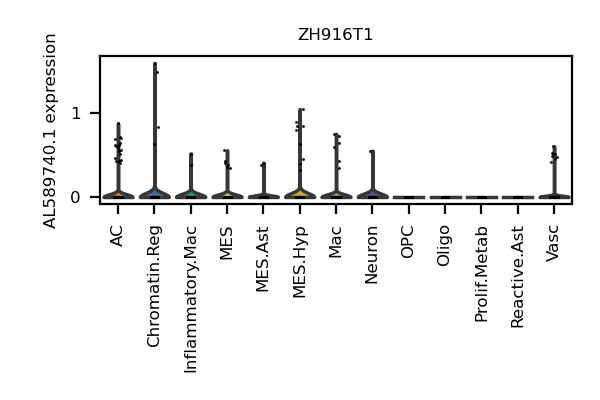 ZH916T1
AL589740.1 expression
1
0
AC
Chromatin.Reg
Inflammatory.Mac
MES
MES.Ast
MES.Hyp
Mac
Neuron
OPC
Oligo
Prolif.Metab
Reactive.Ast
Vasc